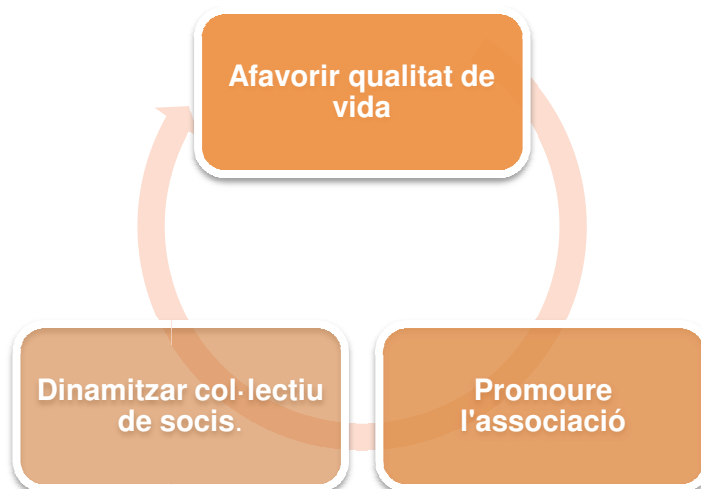 Afavorir qualitat de
vida
Dinamitzar col·lectiu
de socis.
Promoure
l'associació